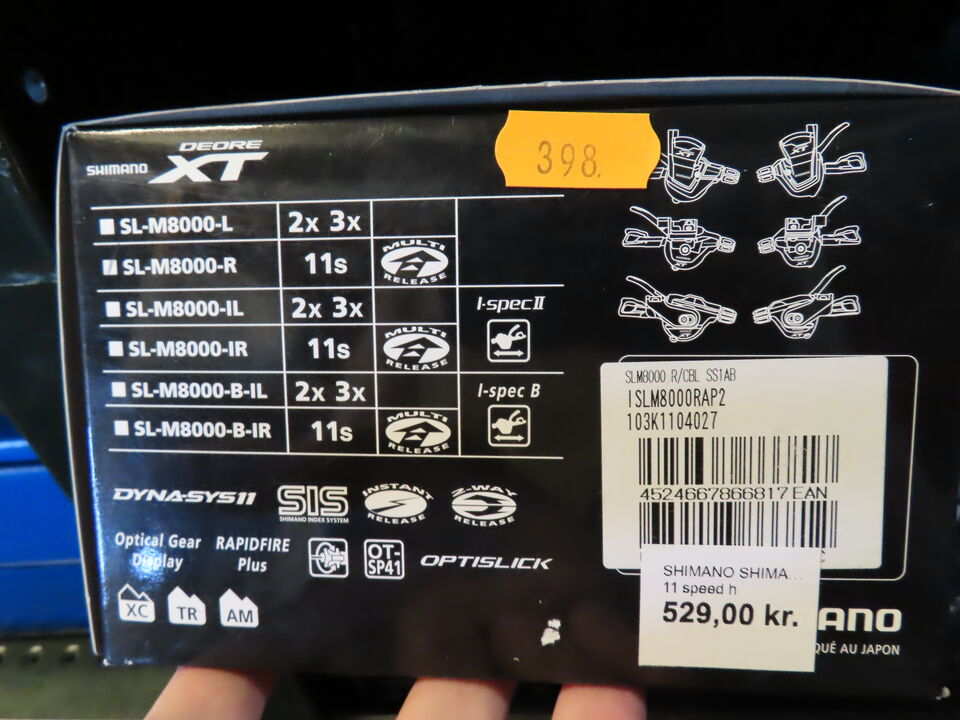 SHIMANO DEORE XT
398.
SL-M8000-L 2x 3x
SL-M8000-R 11s MULTI RELEASE
SL-M8000-IL 2x 3x I-spec II
SL-M8000-IR 11s MULTI RELEASE
SL-M8000-B-IL 2x 3x I-spec B
SL-M8000-B-IR 11s MULTI RELEASE
DYNA-SYS11 SIS SHIMANO INDEX SYSTEM INSTANT RELEASE 2-WAY RELEASE
Optical Gear Display RAPIDFIRE Plus OT-SP41 OPTISLICK
XC TR AM
SLM8000 R/CBL SS1AB
ISLM8000RAP2
103K1104027
4524667866817 EAN
SHIMANO SHIMA...
11 speed h
529,00 kr.
ANO
QUÉ AU JAPON